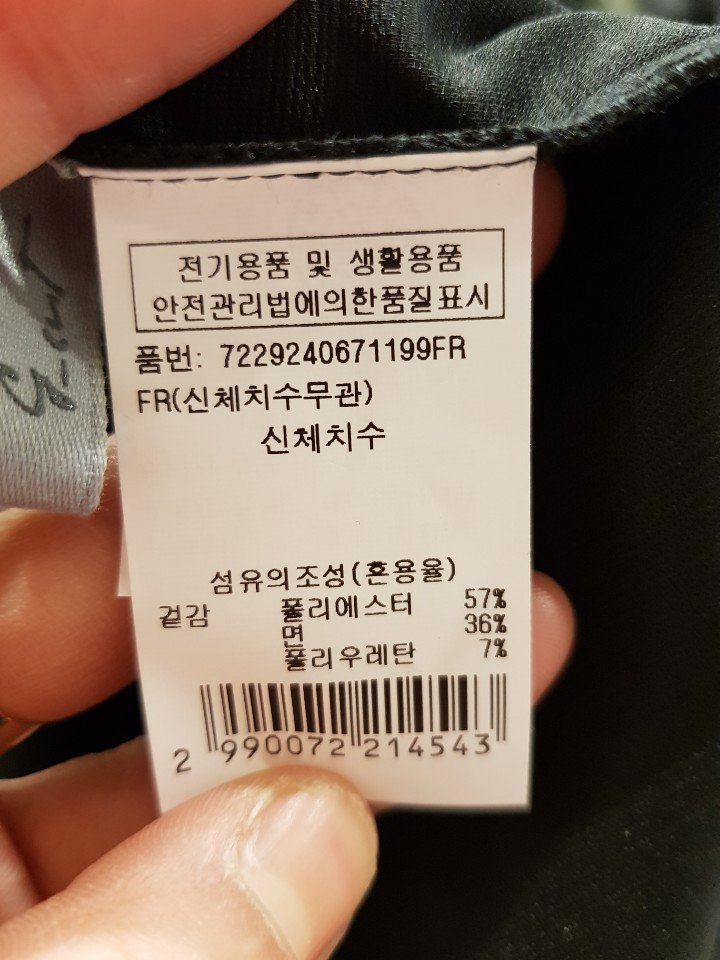 전기용품 및 생활용품
안전관리법에의한품질표시
품번: 7229240671199FR
FR(신체치수무관)
신체치수
섬유의조성(혼용율)
겉감 폴리에스터 57%
면 36%
폴리우레탄 7%
2 990072 214543